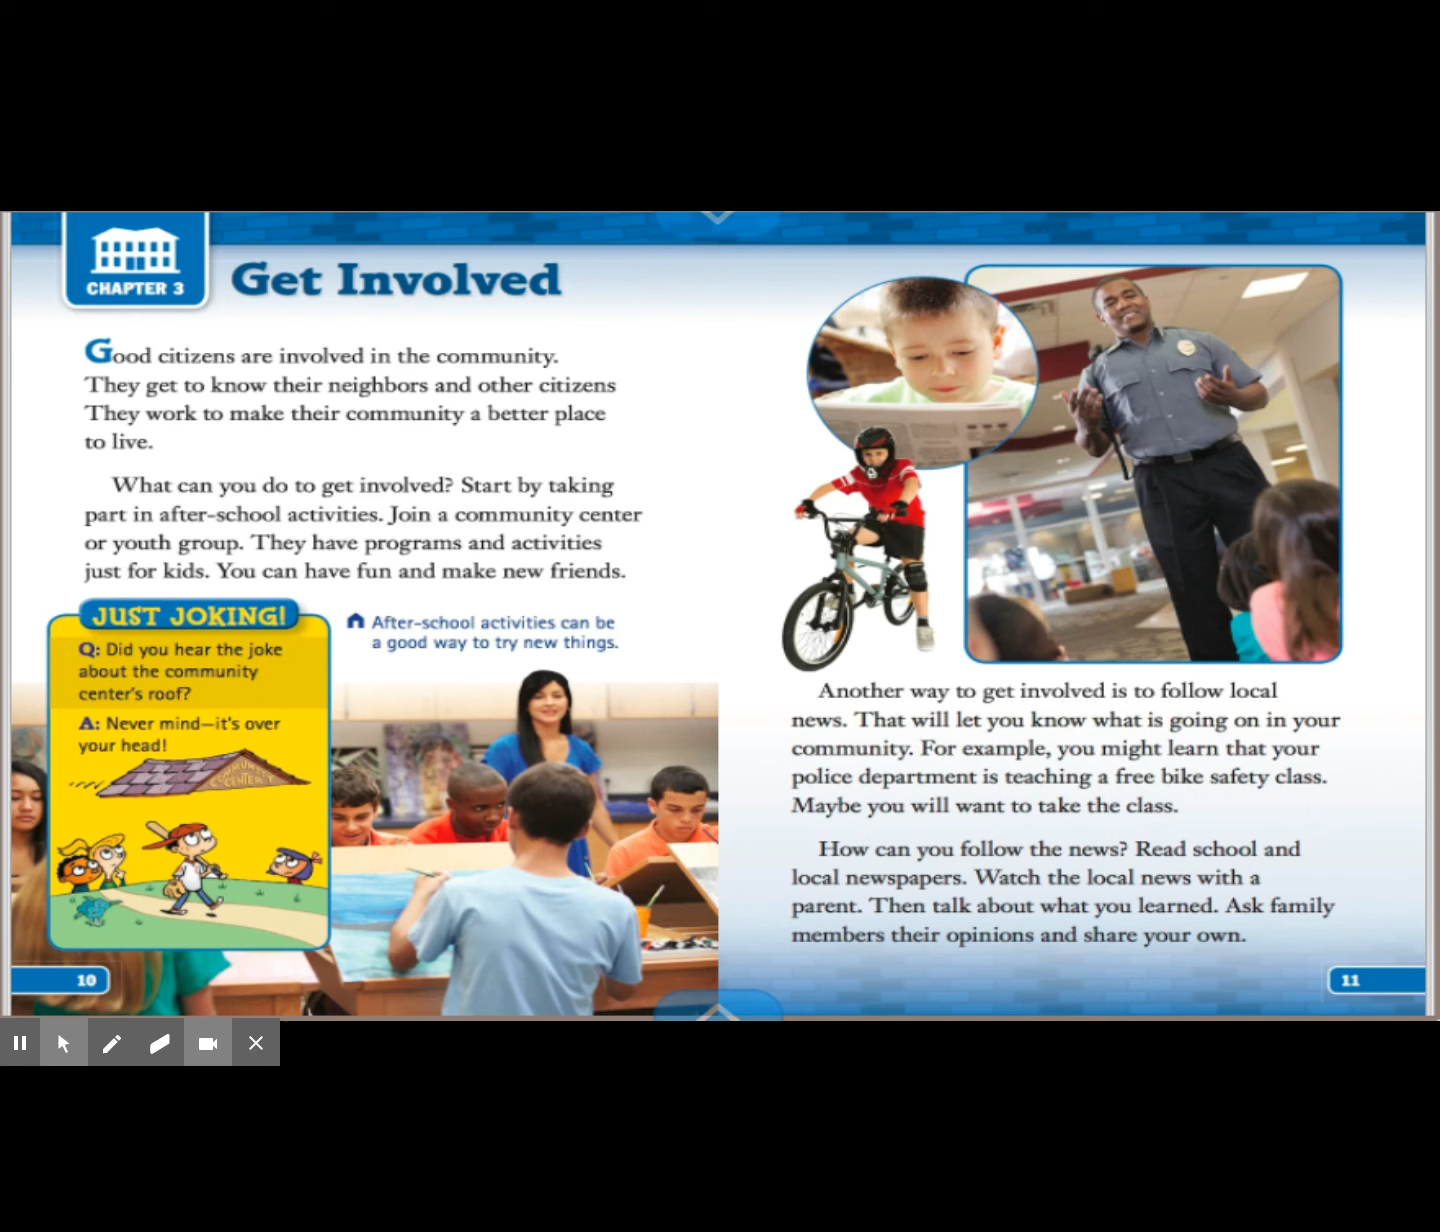 CHAPTER 3
Get Involved
Good citizens are involved in the community.
They get to know their neighbors and other citizens
They work to make their community a better place
to live.
What can you do to get involved? Start by taking
part in after-school activities. Join a community center
or youth group. They have programs and activities
just for kids. You can have fun and make new friends.
JUST JOKING!
Q: Did you hear the joke
about the community
center's roof?
A: Never mind—it's over
your head!
COMMUNITY
CENTER
After-school activities can be
a good way to try new things.
10
Another way to get involved is to follow local
news. That will let you know what is going on in your
community. For example, you might learn that your
police department is teaching a free bike safety class.
Maybe you will want to take the class.
How can you follow the news? Read school and
local newspapers. Watch the local news with a
parent. Then talk about what you learned. Ask family
members their opinions and share your own.
11